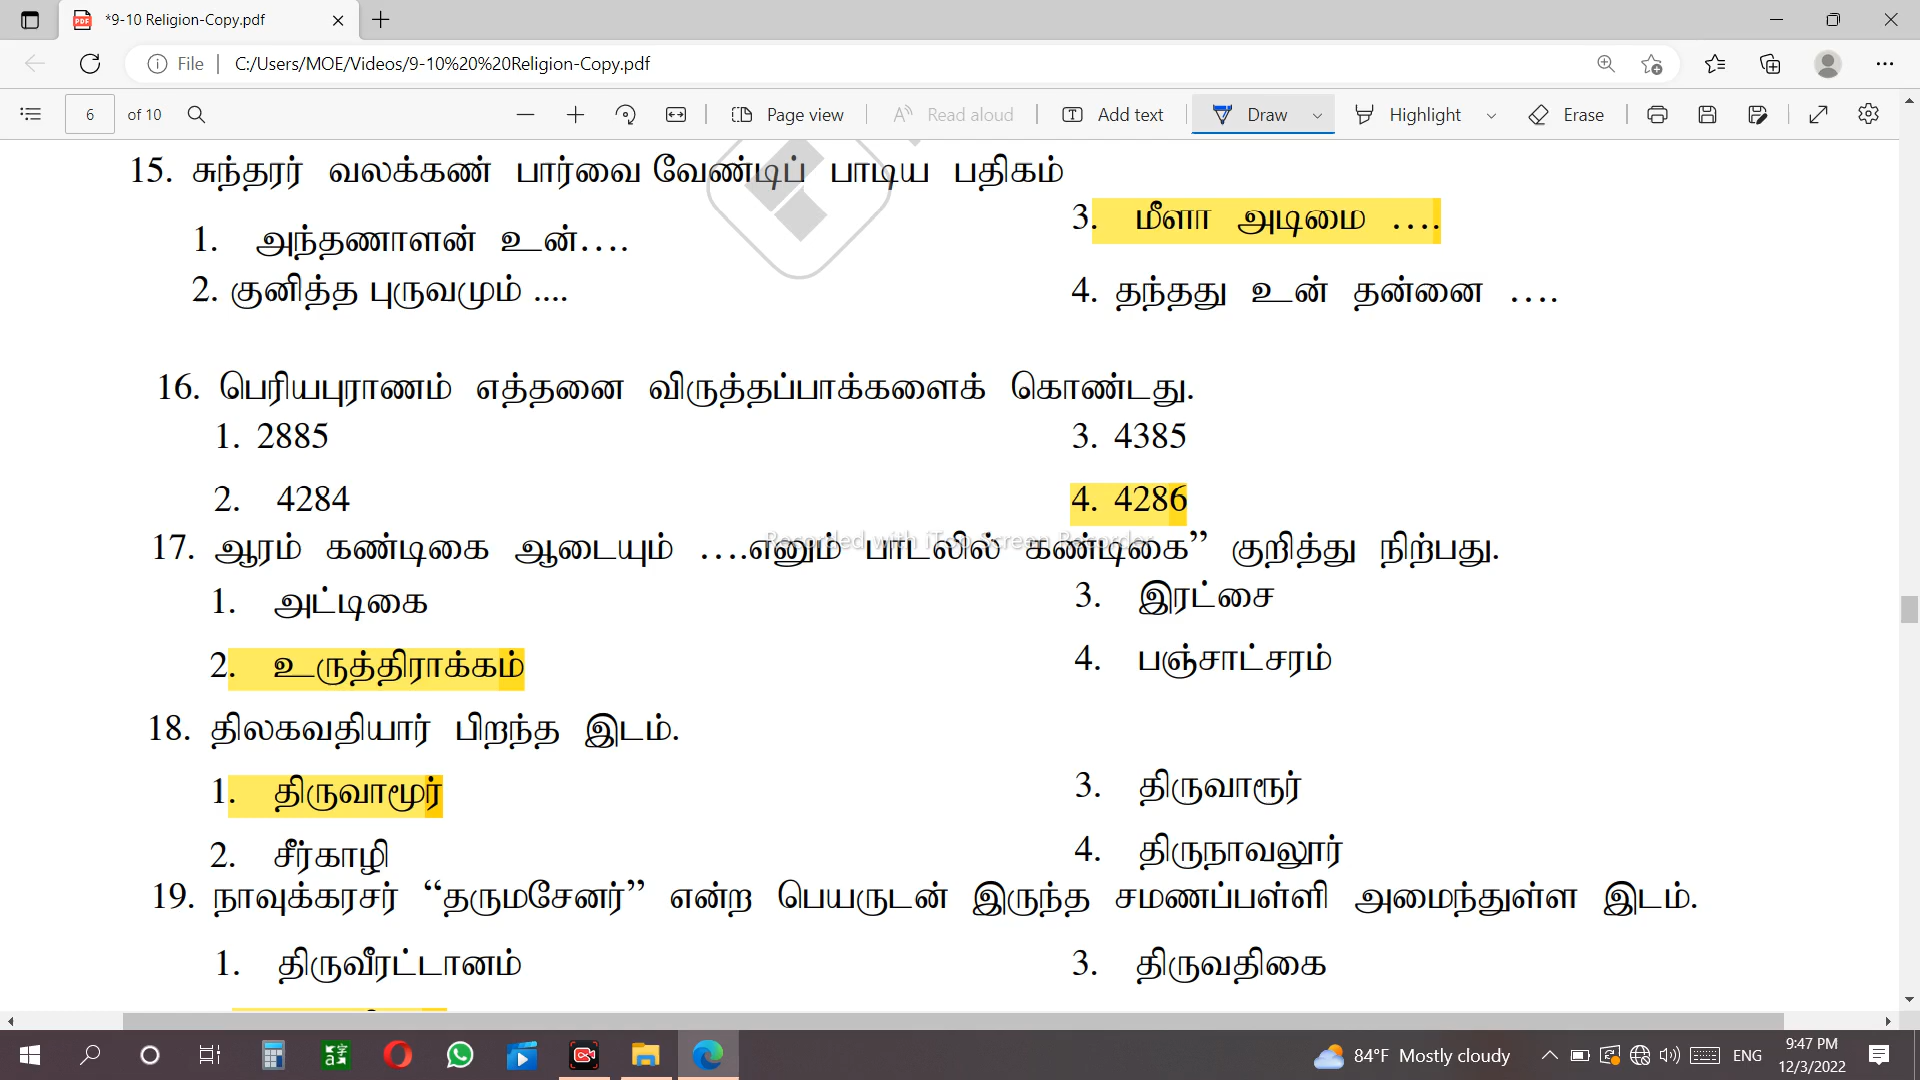 *9-10 Religion-Copy.pdf
File
C:/Users/MOE/Videos/9-10%20%20Religion-Copy.pdf
6 of 10
Page view
Read aloud
Add text
Draw
Highlight
Erase
15. சுந்தரர் வலக்கண் பார்வை வேண்டிப் பாடிய பதிகம்
1. அந்தணாளன் உன்....
3. மீளா அடிமை ....
2. குனித்த புருவமும் ....
4. தந்தது உன் தன்னை ....
16. பெரியபுராணம் எத்தனை விருத்தப்பாக்களைக் கொண்டது.
1. 2885
3. 4385
2. 4284
4. 4286
Recorded with iTop Screen Recorder
17. ஆரம் கண்டிகை ஆடையும் ....எனும் பாடலில் கண்டிகை” குறித்து நிற்பது.
1. அட்டிகை
3. இரட்சை
2. உருத்திராக்கம்
4. பஞ்சாட்சரம்
18. திலகவதியார் பிறந்த இடம்.
1. திருவாமூர்
3. திருவாரூர்
2. சீர்காழி
4. திருநாவலூர்
19. நாவுக்கரசர் “தருமசேனர்” என்ற பெயருடன் இருந்த சமணப்பள்ளி அமைந்துள்ள இடம்.
1. திருவீரட்டானம்
3. திருவதிகை
84°F Mostly cloudy
ENG
9:47 PM
12/3/2022